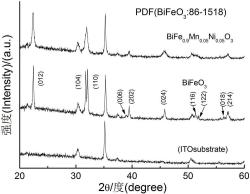 PDF(BiFeO₃:86-1518)
BiFe₀.₉Mn₀.₀₅Ni₀.₀₅O₃
BiFeO₃
(012)
(104)
(110)
(006)
(202)
(024)
(116)
(122)
(018)
(214)
(ITOsubstrate)
强度(Intensity)/(a.u.)
20 30 40 50 60
2θ/度(degree)